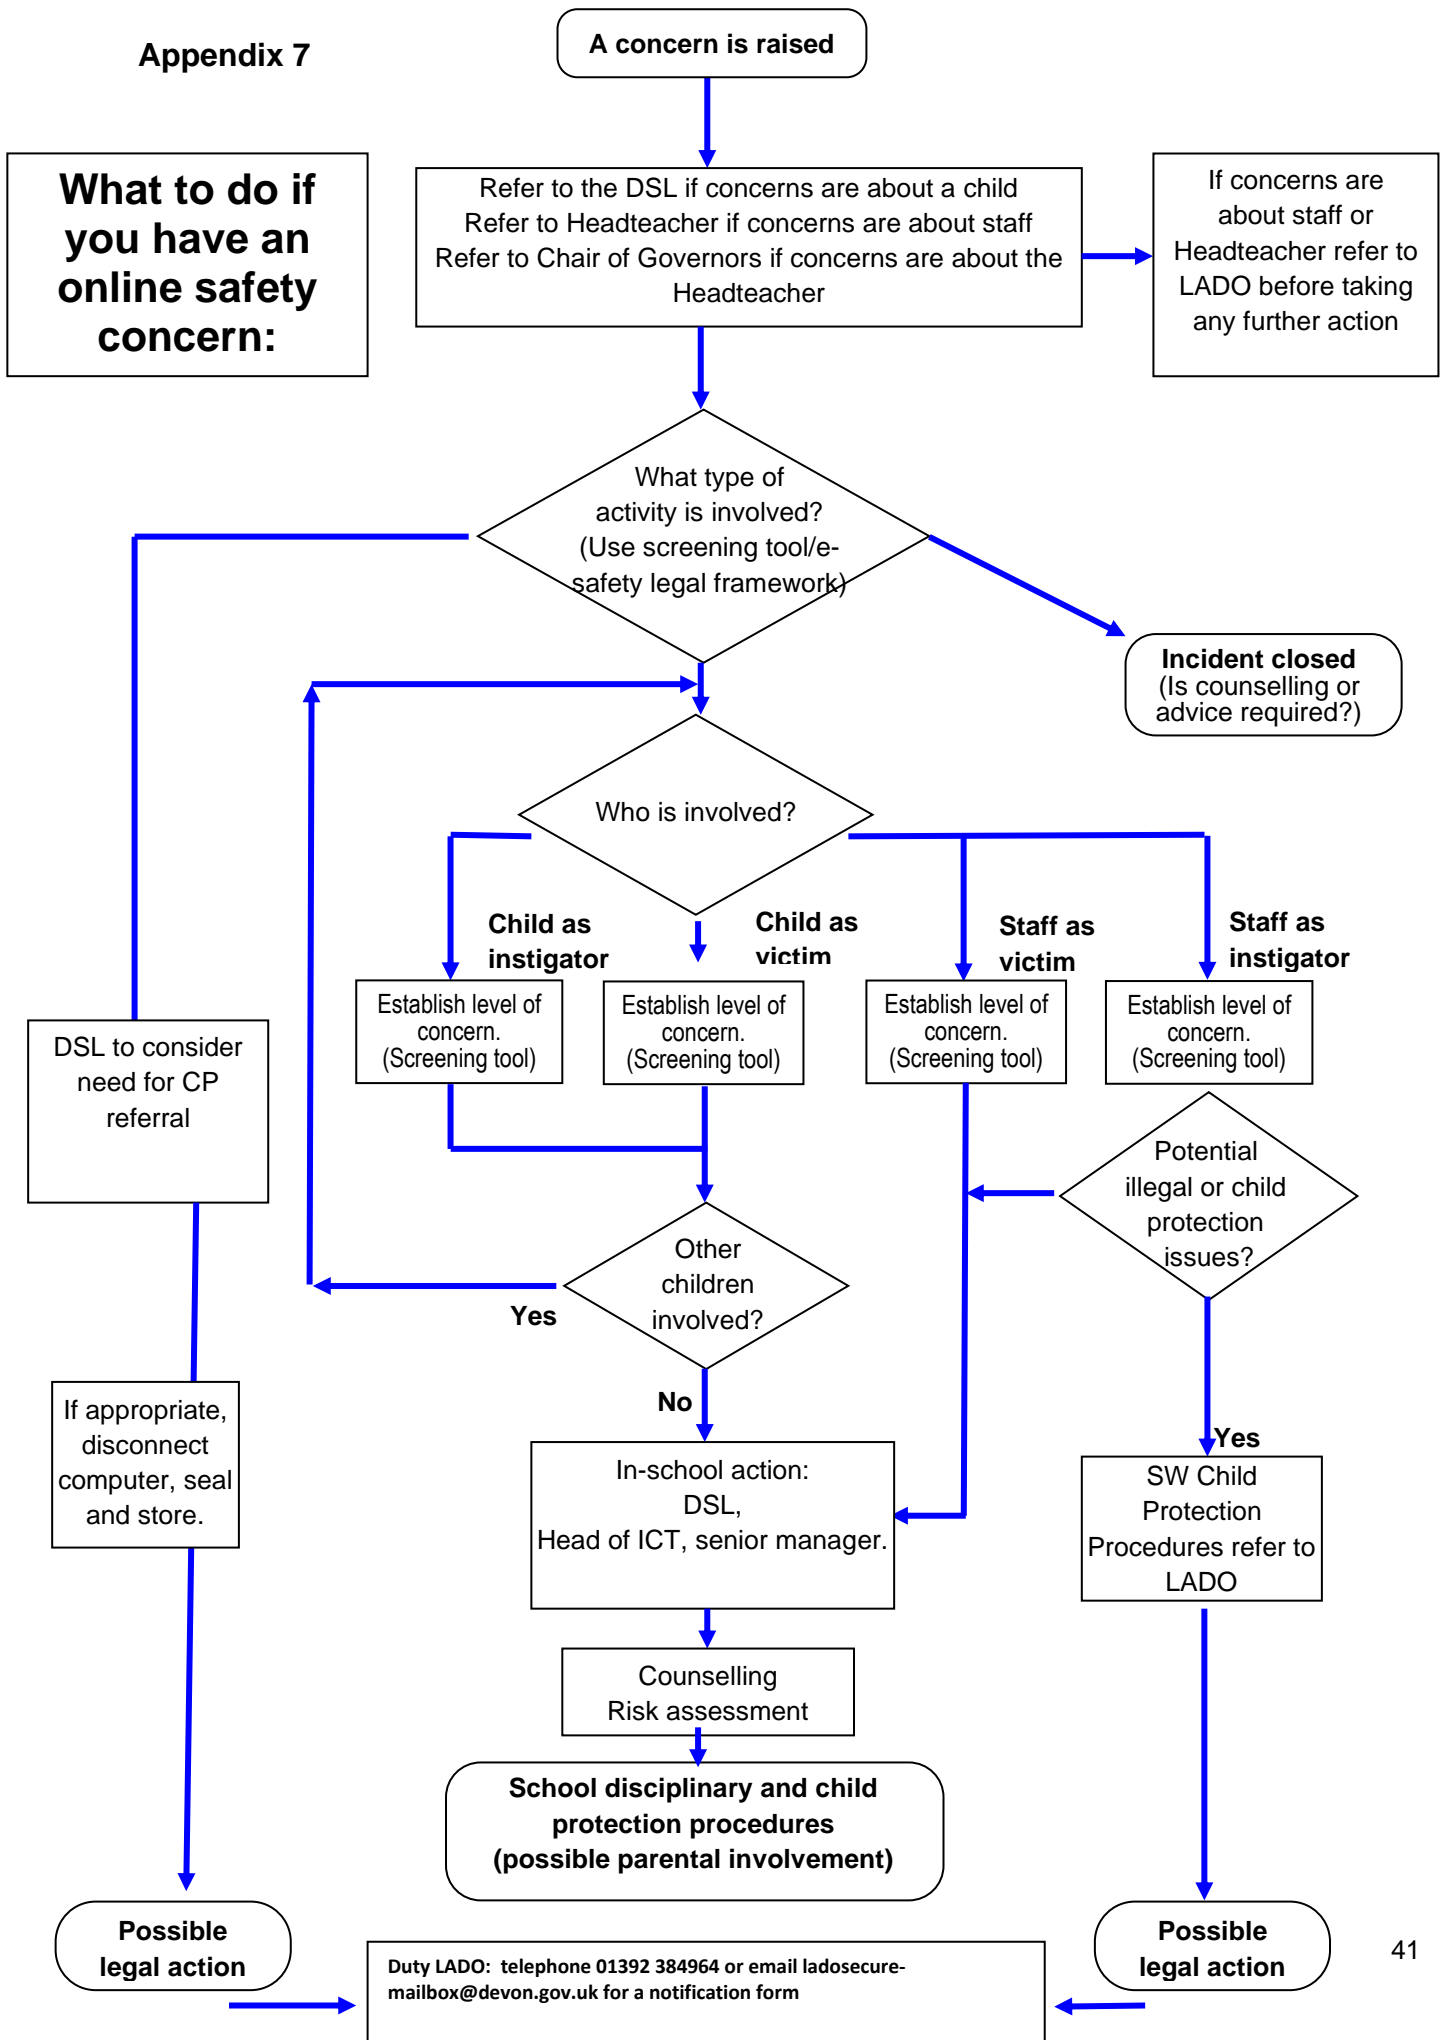 Appendix 7
A concern is raised
What to do if
you have an
online safety
concern:
Refer to the DSL if concerns are about a child
Refer to Headteacher if concerns are about staff
Refer to Chair of Governors if concerns are about the
Headteacher
If concerns are
about staff or
Headteacher refer to
LADO before taking
any further action
What type of
activity is involved?
(Use screening tool/e-
safety legal framework)
Incident closed
(Is counselling or
advice required?)
Who is involved?
Child as
instigator
Child as
victim
Staff as
victim
Staff as
instigator
Establish level of
concern.
(Screening tool)
Establish level of
concern.
(Screening tool)
Establish level of
concern.
(Screening tool)
Establish level of
concern.
(Screening tool)
DSL to consider
need for CP
referral
Potential
illegal or child
protection
issues?
Other
children
involved?
Yes
No
Yes
If appropriate,
disconnect
computer, seal
and store.
In-school action:
DSL,
Head of ICT, senior manager.
SW Child
Protection
Procedures refer to
LADO
Counselling
Risk assessment
School disciplinary and child
protection procedures
(possible parental involvement)
Possible
legal action
Possible
legal action
Duty LADO:  telephone 01392 384964 or email ladosecure-
mailbox@devon.gov.uk for a notification form
41